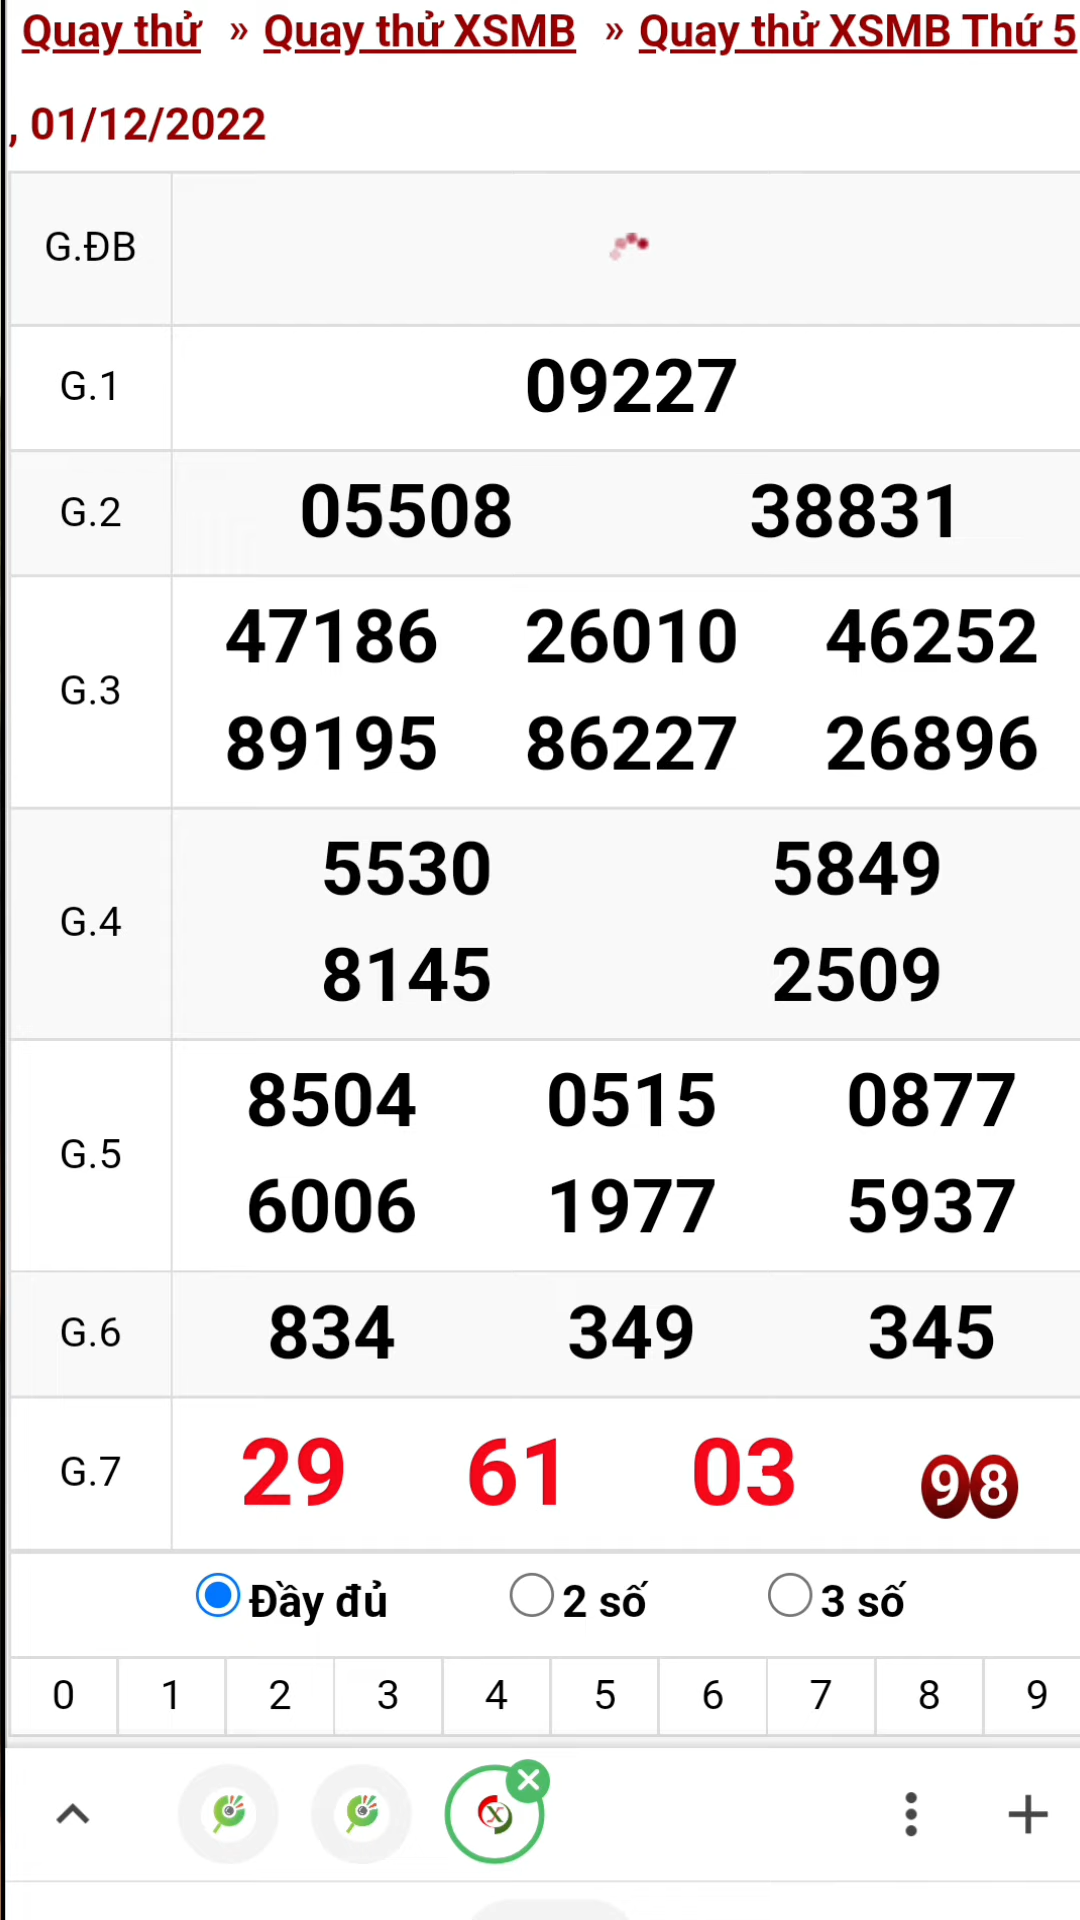 Quay thử » Quay thử XSMB » Quay thử XSMB Thứ 5
, 01/12/2022
G.ĐB
G.1 09227
G.2 05508 38831
G.3 47186 26010 46252
89195 86227 26896
G.4 5530 5849
8145 2509
G.5 8504 0515 0877
6006 1977 5937
G.6 834 349 345
G.7 29 61 03 98
Đầy đủ 2 số 3 số
0 1 2 3 4 5 6 7 8 9
X